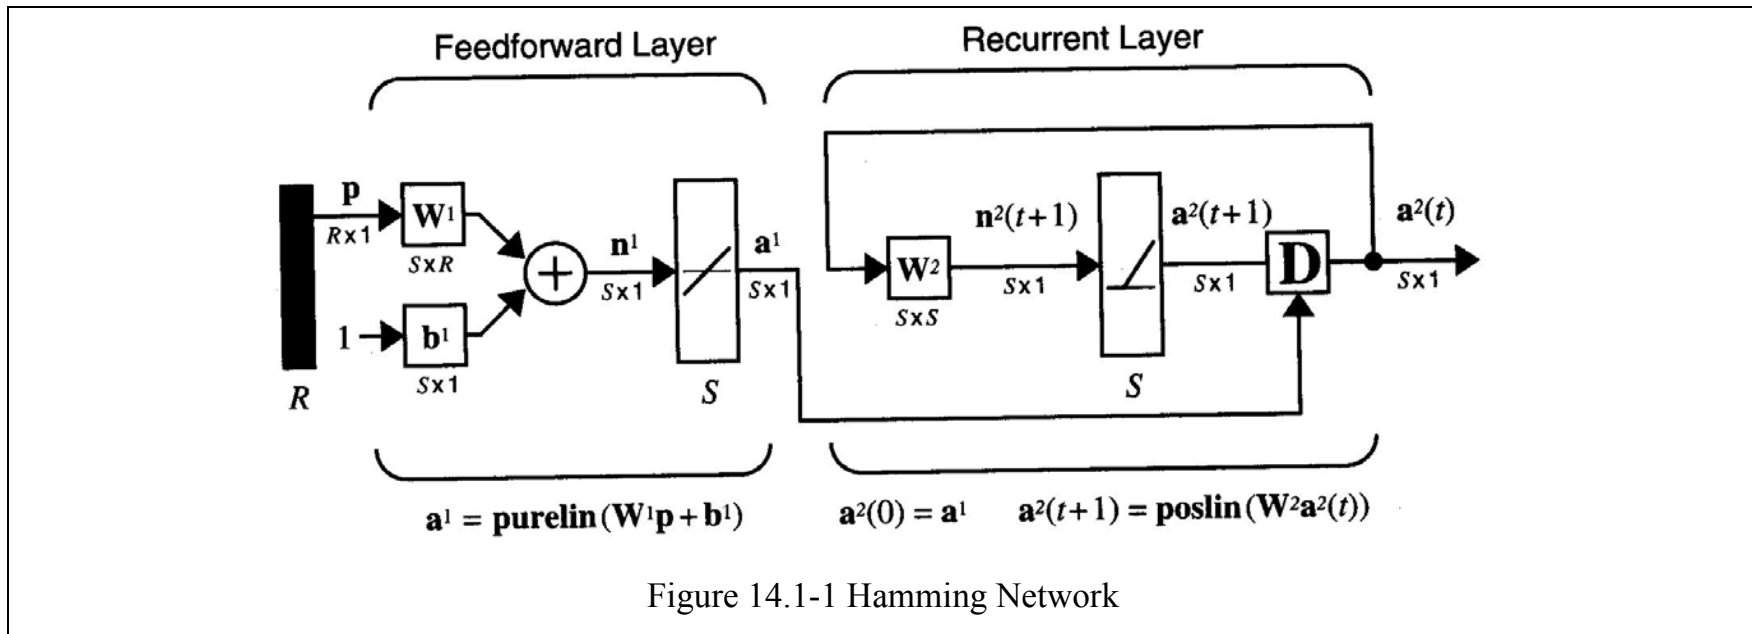 Feedforward Layer
Recurrent Layer
p
R x 1
W¹
S x R
1
b¹
S x 1
R
n¹
S x 1
a¹
S x 1
S
W²
S x S
n²(t+1)
S x 1
a²(t+1)
S x 1
S
D
a²(t)
S x 1
a¹ = purelin(W¹p + b¹)
a²(0) = a¹ a²(t+1) = poslin(W²a²(t))
Figure 14.1-1 Hamming Network